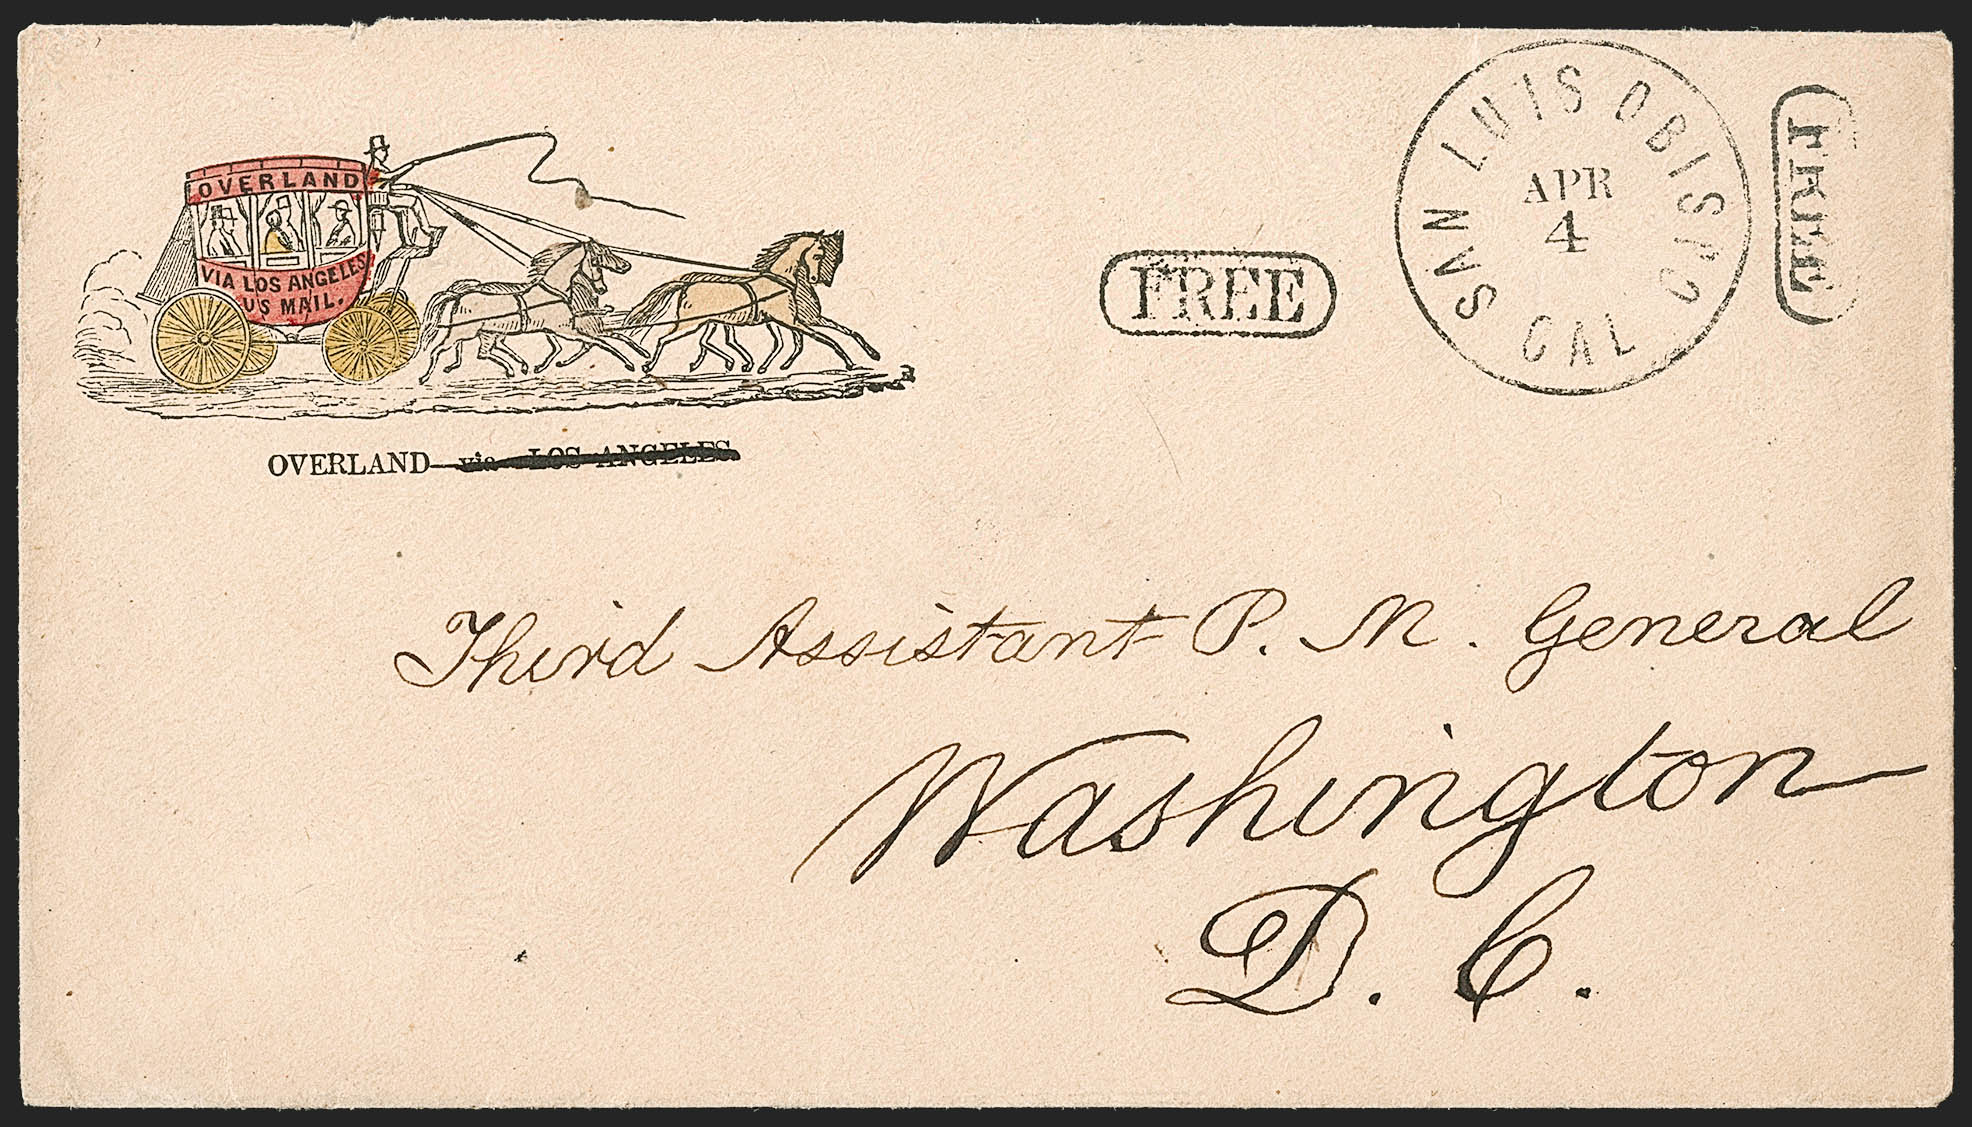 OVERLAND
VIA LOS ANGELES
US MAIL.
OVERLAND via LOS ANGELES.
FREE
SAN LUIS OBISPO
APR
4
CAL
FREE
Third Assistant P. M. General
Washington
D. C.